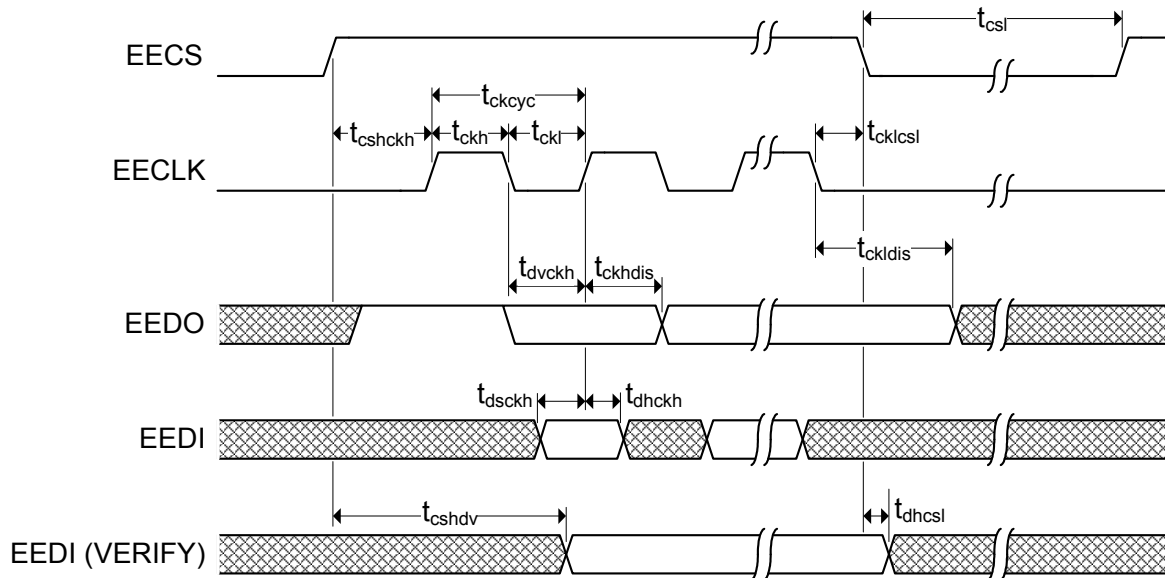 EECS
t_csl
t_ckcyc
t_cshckh
t_ckh
t_ckl
t_cklcsl
EECLK
t_ckldis
t_dvckh
t_ckhdis
EEDO
t_dsckh
t_dhckh
EEDI
t_cshdv
t_dhcsl
EEDI (VERIFY)